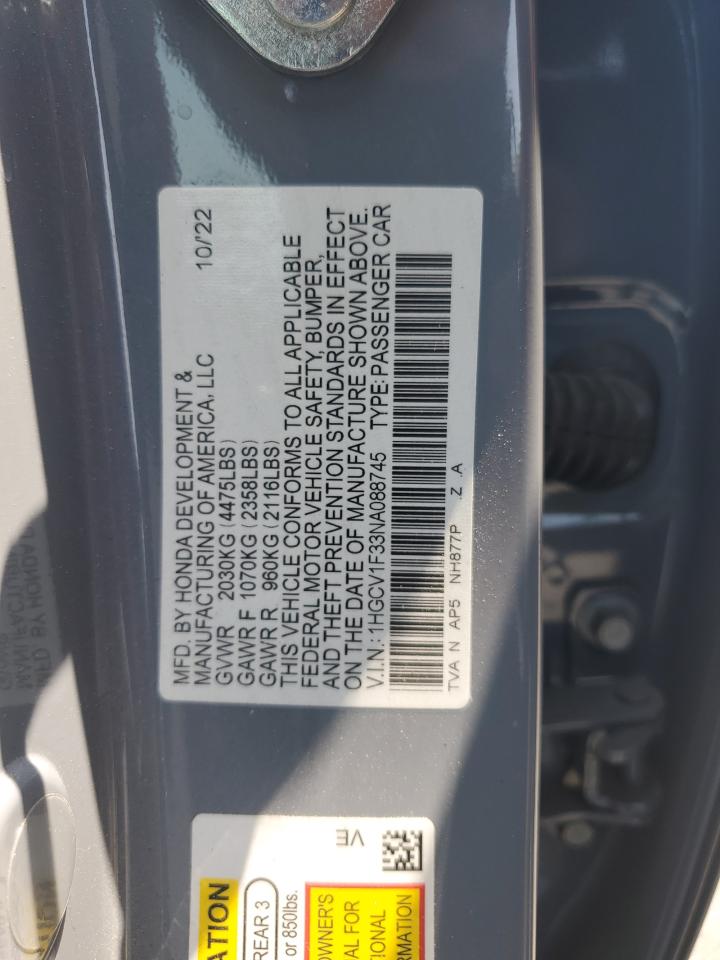 MFD. BY HONDA DEVELOPMENT &
MANUFACTURING OF AMERICA, LLC 10/'22
GVWR 2030KG (4475LBS)
GAWR F 1070KG (2358LBS)
GAWR R 960KG (2116LBS)
THIS VEHICLE CONFORMS TO ALL APPLICABLE
FEDERAL MOTOR VEHICLE SAFETY, BUMPER,
AND THEFT PREVENTION STANDARDS IN EFFECT
ON THE DATE OF MANUFACTURE SHOWN ABOVE.
V.I.N.: 1HGCV1F33NA088745 TYPE: PASSENGER CAR
TVA N AP5 NH877P Z .A
VE
ATION
REAR 3
or 850lbs.
OWNER'S
AL FOR
TIONAL
RMATION